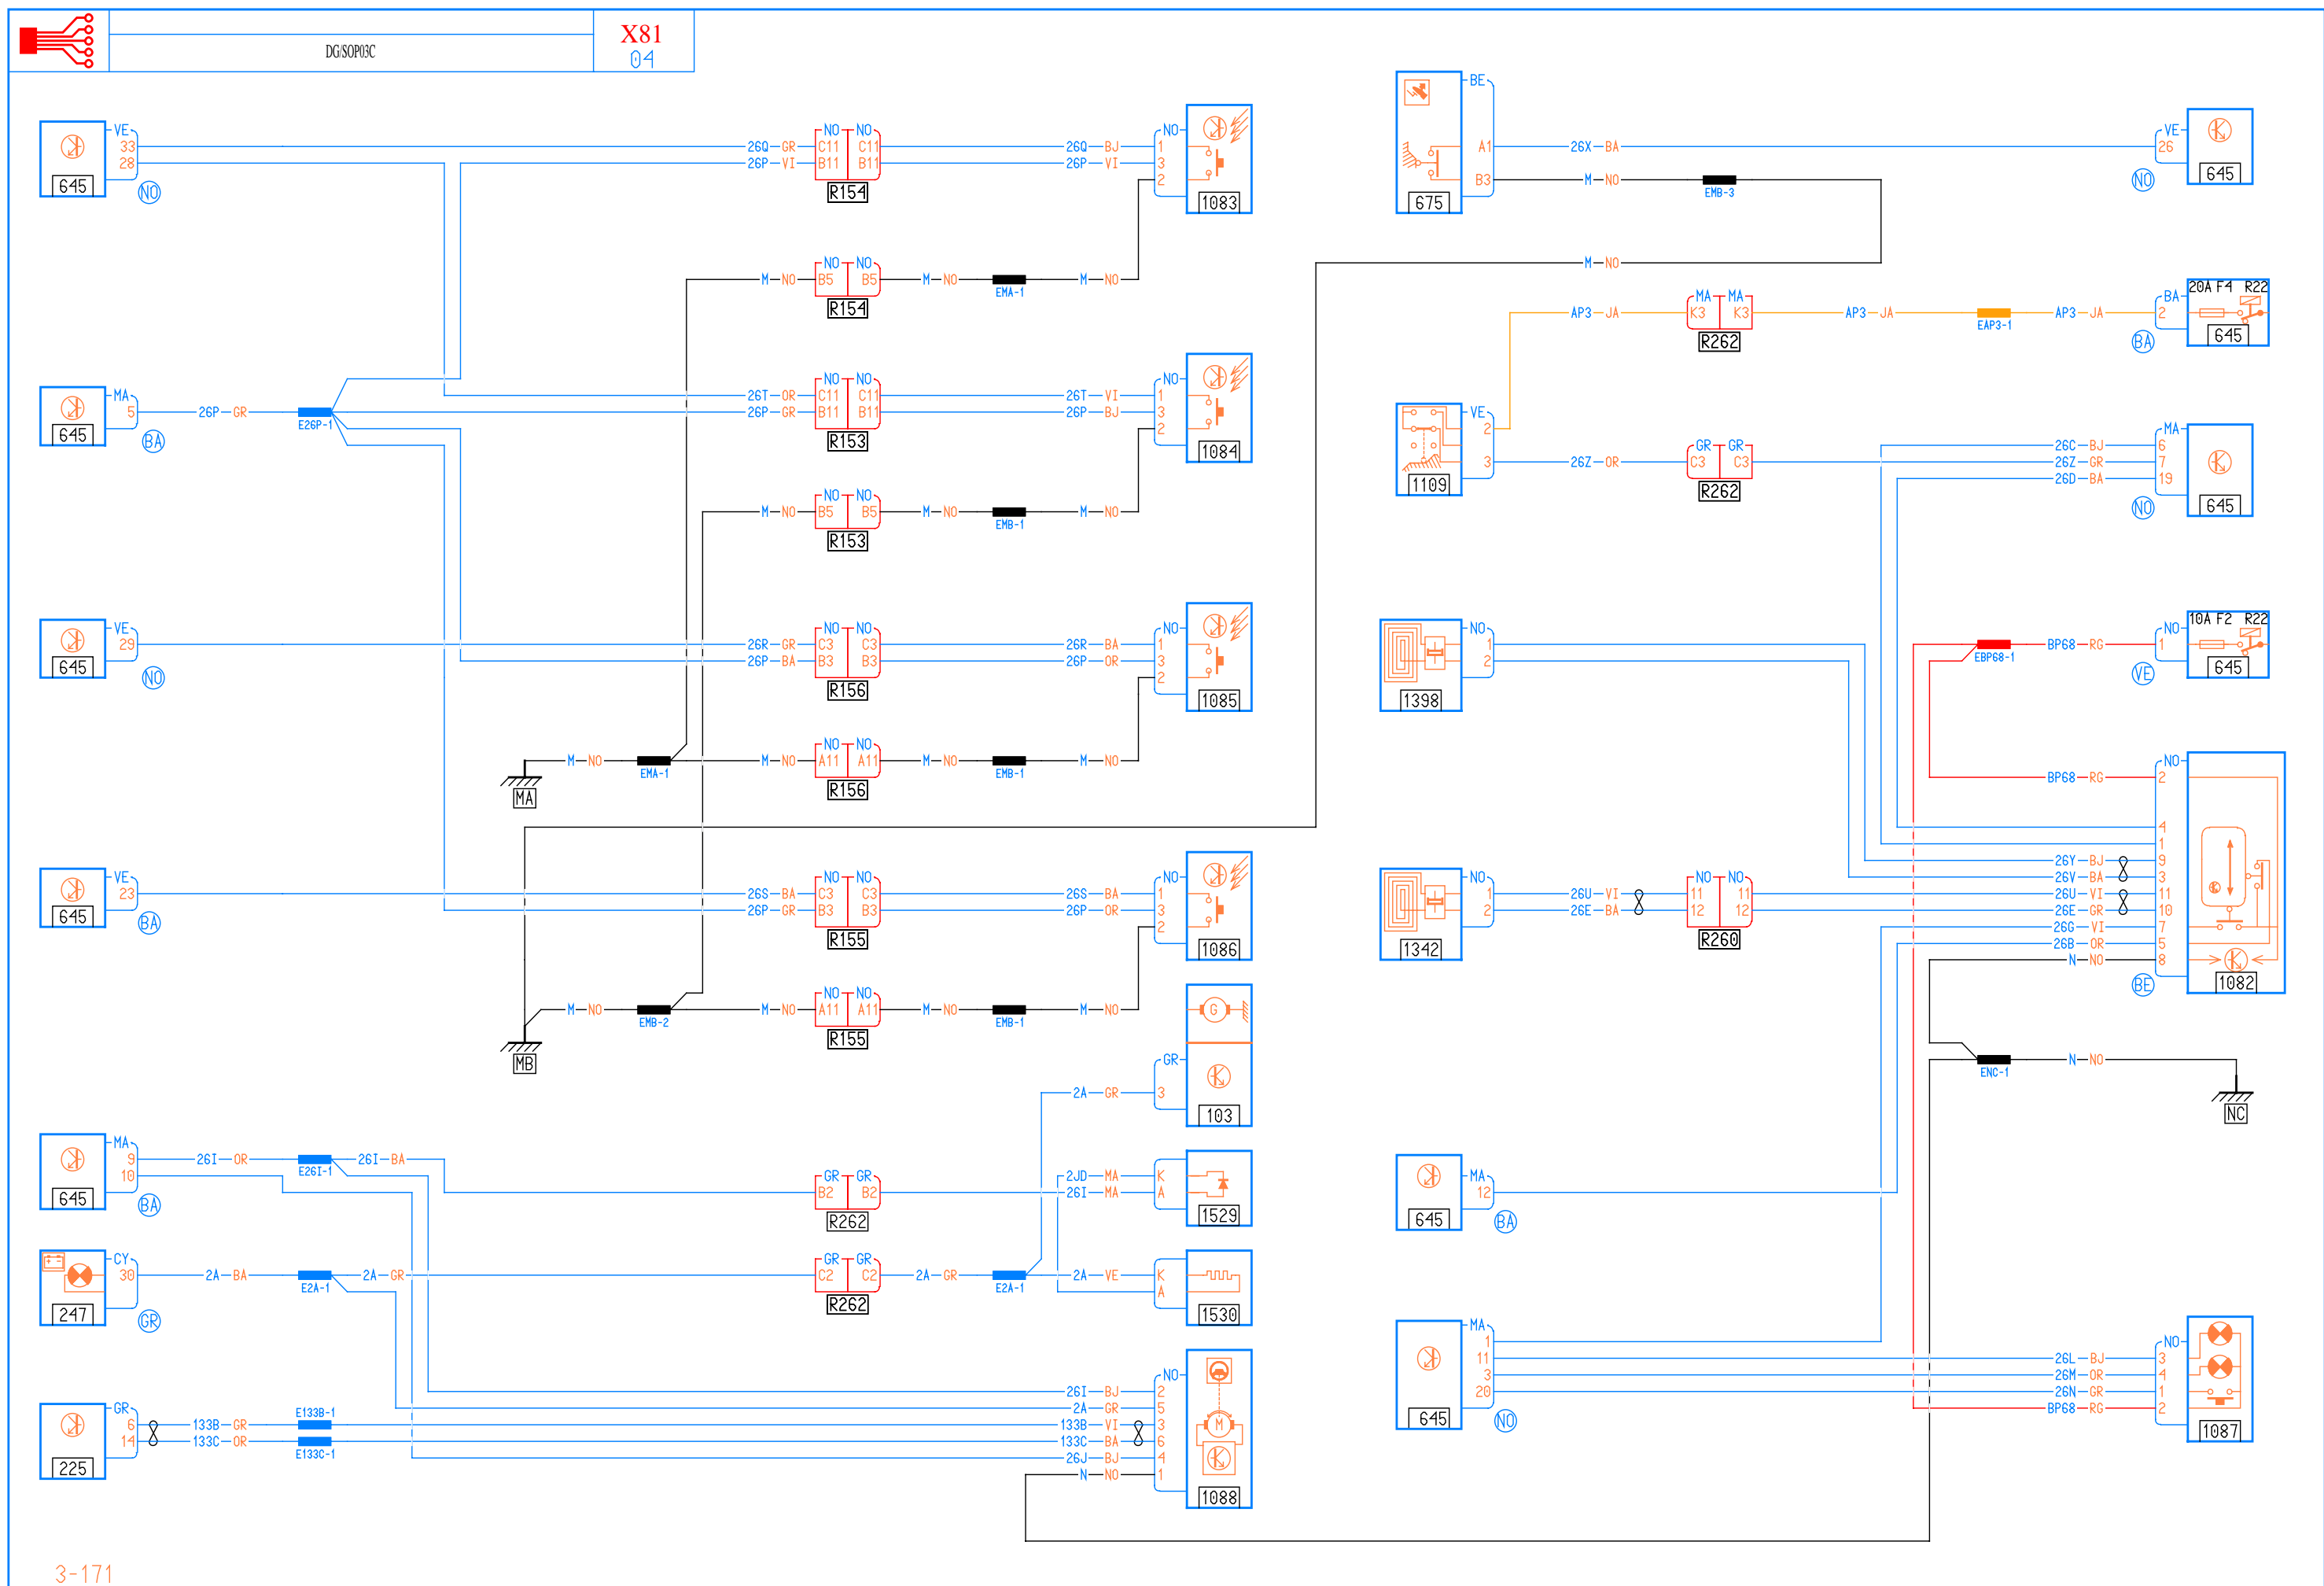 DG/SOP03C
X81
04
VE
33
28
645
NO
26Q GR
26P VI
NO NO
C11 C11
B11 B11
R154
26Q BJ
26P VI
NO
1
3
2
1083
M NO
NO NO
B5 B5
R154
M NO
EMA-1
M NO
MA
5
645
BA
26P GR
E26P-1
26T OR
26P GR
NO NO
C11 C11
B11 B11
R153
26T VI
26P BJ
NO
1
3
2
1084
M NO
NO NO
B5 B5
R153
M NO
EMB-1
M NO
VE
29
645
NO
26R GR
26P BA
NO NO
C3 C3
B3 B3
R156
26R BA
26P OR
NO
1
3
2
1085
MA
M NO
EMA-1
M NO
NO NO
A11 A11
R156
M NO
EMB-1
M NO
VE
23
645
BA
26S BA
26P GR
NO NO
C3 C3
B3 B3
R155
26S BA
26P OR
NO
1
3
2
1086
MB
M NO
EMB-2
M NO
NO NO
A11 A11
R155
M NO
EMB-1
M NO
G
GR
3
103
2A GR
MA
9
10
645
BA
26I OR
E26I-1
26I BA
GR GR
B2 B2
R262
2JD MA
26I MA
K
A
1529
CY
30
247
GR
2A BA
E2A-1
2A GR
GR GR
C2 C2
R262
2A GR
E2A-1
2A VE
K
A
1530
GR
6
14
225
133B GR
133C OR
E133B-1
E133C-1
26I BJ
2A GR
133B VI
133C BA
26J BJ
N NO
NO
2
5
3
6
4
1
M
1088
3-171
BE
A1
B3
675
26X BA
M NO
EMB-3
M NO
VE
26
645
NO
AP3 JA
MA MA
K3 K3
R262
AP3 JA
EAP3-1
AP3 JA
BA
2
20A F4 R22
645
BA
VE
2
3
1109
26Z OR
GR GR
C3 C3
R262
26C BJ
26Z GR
26D BA
MA
6
7
19
645
NO
NO
1
2
1398
EBP68-1
BP68 RG
NO
1
10A F2 R22
645
VE
BP68 RG
NO
2
4
1
9
3
11
10
7
5
8
1082
BE
26Y BJ
26V BA
26U VI
26E GR
26G VI
26B OR
N NO
NO
1
2
1342
26U VI
26E BA
NO NO
11 11
12 12
R260
ENC-1
N NO
NC
MA
12
645
BA
MA
1
11
3
20
645
NO
26L BJ
26M OR
26N GR
BP68 RG
NO
3
4
1
2
1087